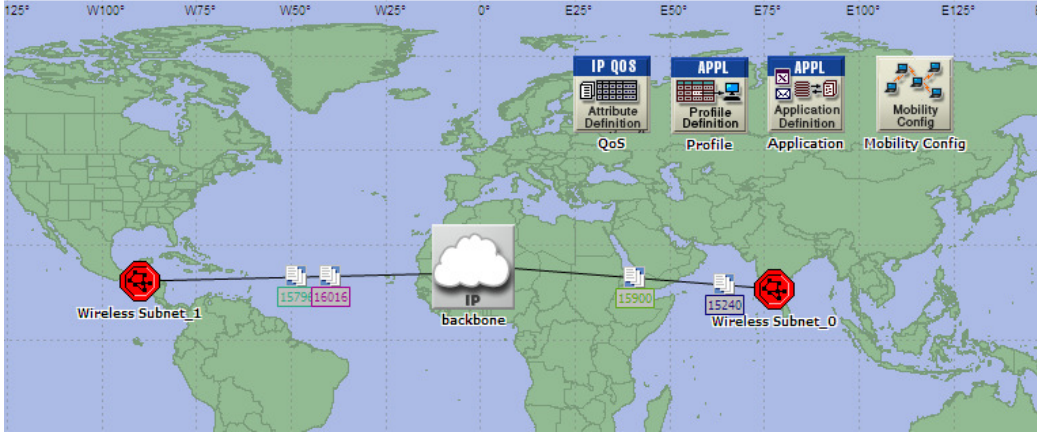 125° W100° W75° W50° W25° 0° E25° E50° E75° E100° E125°
IP QOS
Attribute
Definition
QoS
APPL
Profiile
Definition
Profile
APPL
Application
Definition
Application
Mobility
Config
Mobility Config
IP
backbone
Wireless Subnet_1
16016
15900
15240
Wireless Subnet_0